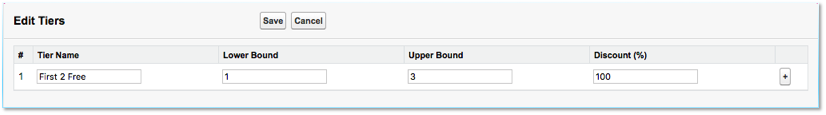 Edit Tiers Save Cancel
# Tier Name Lower Bound Upper Bound Discount (%)
1 First 2 Free 1 3 100 +